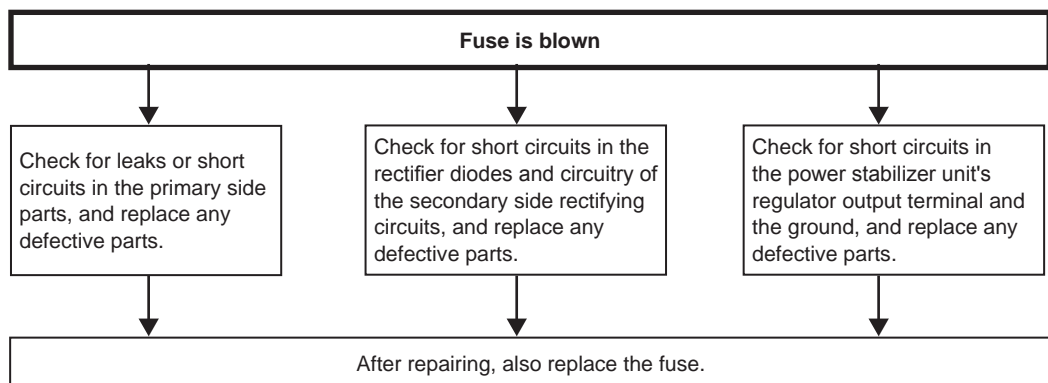 Fuse is blown
Check for leaks or short
circuits in the primary side
parts, and replace any
defective parts.
Check for short circuits in the
rectifier diodes and circuitry of
the secondary side rectifying
circuits, and replace any
defective parts.
Check for short circuits in
the power stabilizer unit's
regulator output terminal and
the ground, and replace any
defective parts.
After repairing, also replace the fuse.